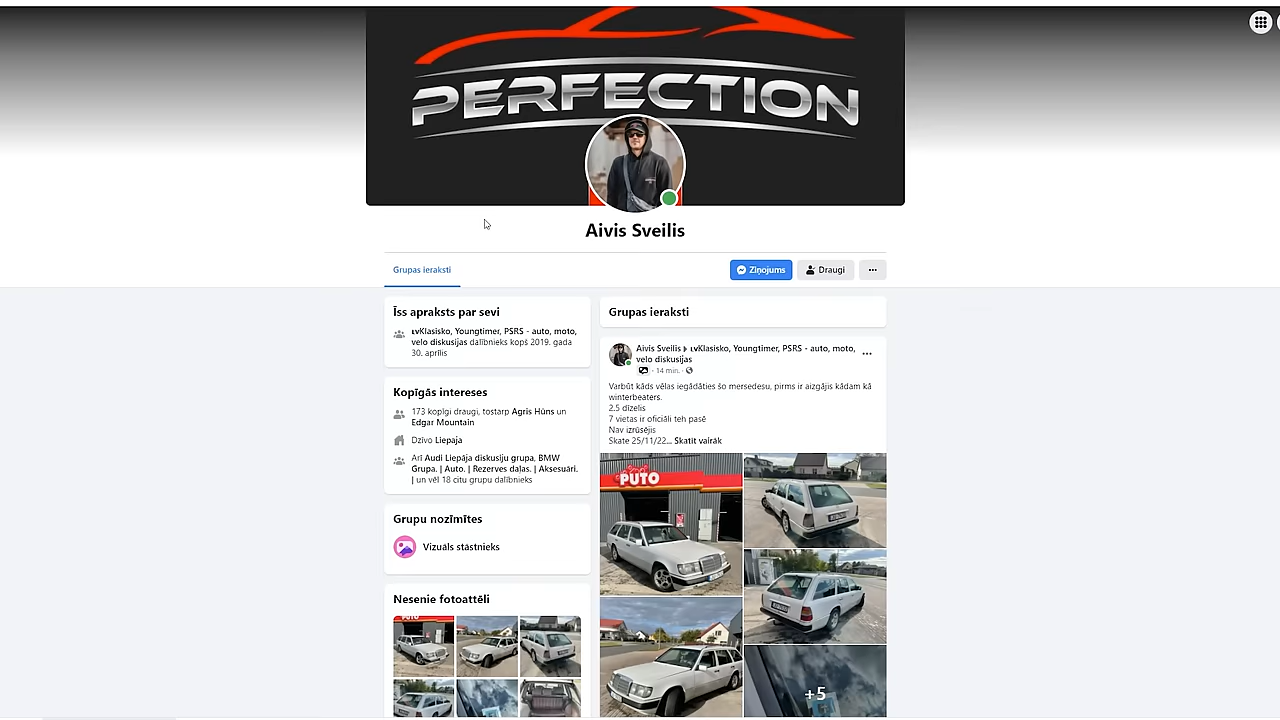 PERFECTION
Aivis Sveilis
Grupas ieraksti
Ziņojums
Draugi
Īss apraksts par sevi
LVKlasisko, Youngtimer, PSRS - auto, moto,
velo diskusijas dalībnieks kopš 2019. gada
30. aprīlis
Kopīgās intereses
173 kopīgi draugi, tostarp Agris Hūns un
Edgar Mountain
Dzīvo Liepaja
Arī Audi Liepāja diskusiju grupa, BMW
Grupa. | Auto. | Rezerves daļas. | Aksesuāri.
| un vēl 18 citu grupu dalībnieks
Grupu nozīmītes
Vizuāls stāstnieks
Nesenie fotoattēli
PUTO
Grupas ieraksti
Aivis Sveilis ▸ LVKlasisko, Youngtimer, PSRS - auto, moto,
velo diskusijas
· 14 min. ·
Varbūt kāds vēlas iegādāties šo mersedesu, pirms ir aizgājis kādam kā
winterbeaters.
2.5 dīzelis
7 vietas ir oficiāli teh pasē
Nav izrūsējis
Skate 25/11/22... Skatīt vairāk
PUTO
+5